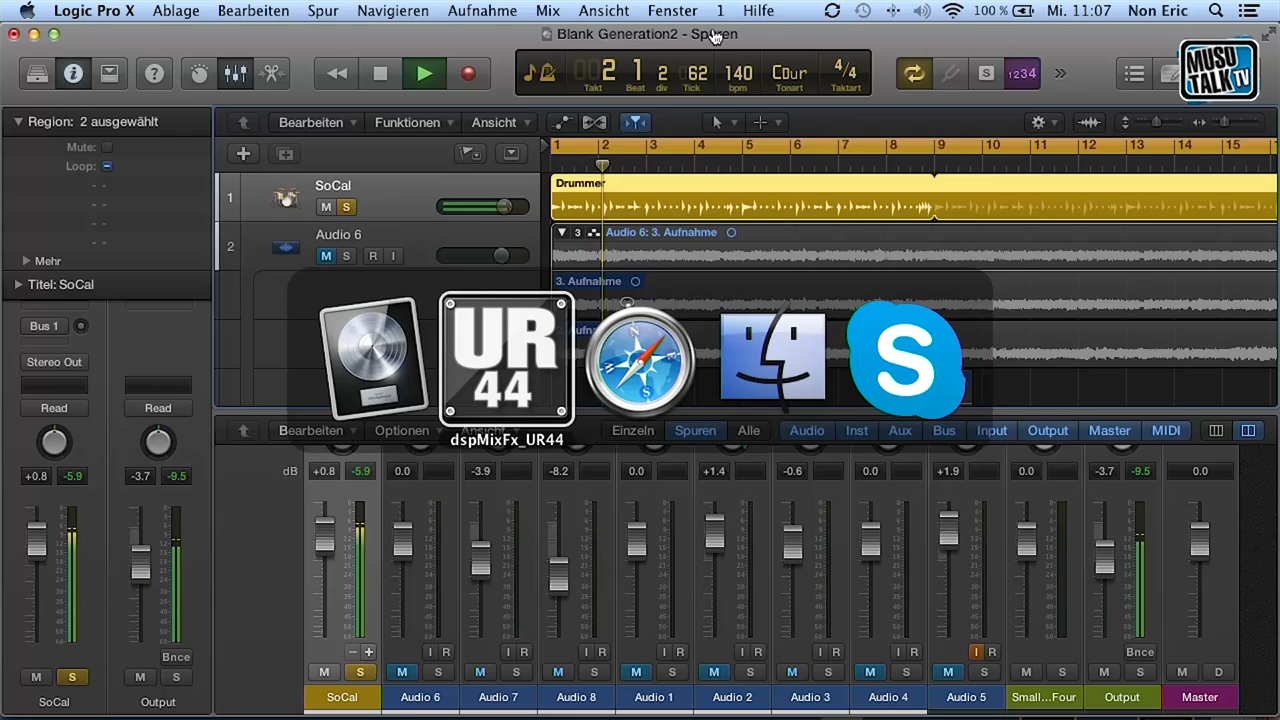 Logic Pro X Ablage Bearbeiten Spur Navigieren Aufnahme Mix Ansicht Fenster 1 Hilfe 100 % Mi. 11:07 Non Eric
Blank Generation2 - Spuren
MUSO TALK TV
2 1 2 62 140 CDur 4/4
Takt Beat div Tick bpm Tonart Taktart
S 1234
Region: 2 ausgewählt
Mute:
Loop:
Mehr
Titel: SoCal
Bearbeiten Funktionen Ansicht
1 2 3 4 5 6 7 8 9 10 11 12 13 14 15
1 SoCal
M S
Drummer
2 Audio 6
M S R I
3 Audio 6: 3. Aufnahme
3. Aufnahme
UR
44
S
dspMixFx_UR44
Bus 1
Stereo Out
Read Read
+0.8 -5.9 -3.7 -9.5
Bnce
M S M S
SoCal Output
Bearbeiten Optionen Einzeln Spuren Alle Audio Inst Aux Bus Input Output Master MIDI
dB +0.8 -5.9 0.0 -3.9 -8.2 0.0 +1.4 -0.6 0.0 +1.9 0.0 -3.7 -9.5 0.0
I R I R I R I R I R I R I R I R Bnce
M S M S M S M S M S M S M S M S M S M S M S M D
SoCal Audio 6 Audio 7 Audio 8 Audio 1 Audio 2 Audio 3 Audio 4 Audio 5 Small...Four Output Master